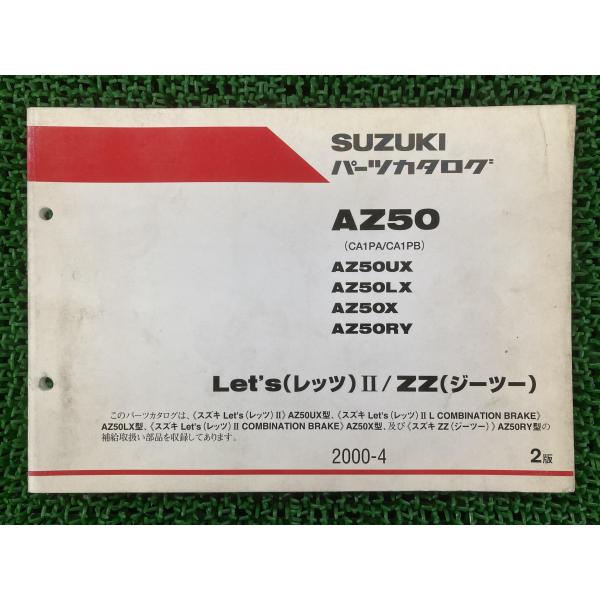 SUZUKI
パーツカタログ
AZ50
(CA1PA/CA1PB)
AZ50UX
AZ50LX
AZ50X
AZ50RY
Let's(レッツ)II/ZZ(ジーツー)
このパーツカタログは、《スズキ Let's(レッツ)II》AZ50UX型、《スズキ Let's(レッツ)II L COMBINATION BRAKE》
AZ50LX型、《スズキ Let's(レッツ)II COMBINATION BRAKE》AZ50X型、及び《スズキ ZZ(ジーツー)》AZ50RY型の
補給取扱い部品を収録してあります。
2000-4
2版